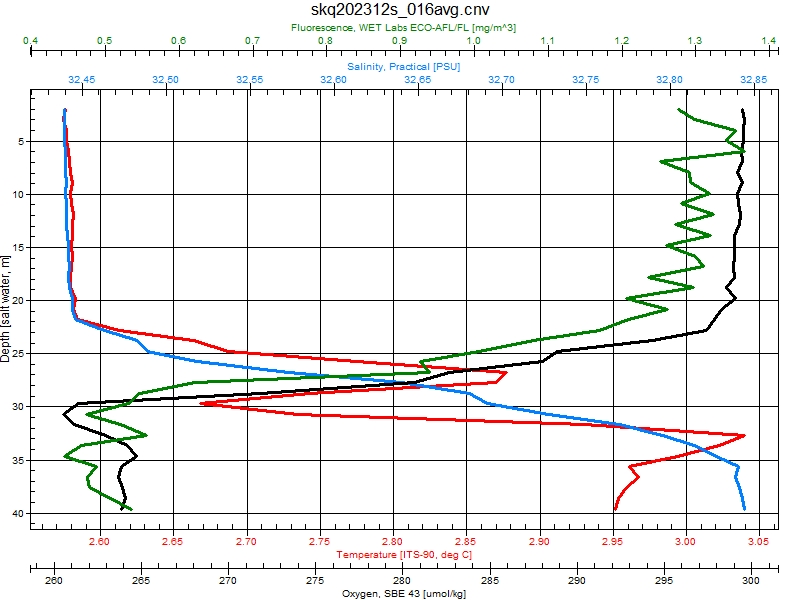 skq202312s_016avg.cnv
Fluorescence, WET Labs ECO-AFL/FL [mg/m^3]
0.4 0.5 0.6 0.7 0.8 0.9 1.0 1.1 1.2 1.3 1.4
Salinity, Practical [PSU]
32.45 32.50 32.55 32.60 32.65 32.70 32.75 32.80 32.85
Depth [salt water, m]
5
10
15
20
25
30
35
40
2.60 2.65 2.70 2.75 2.80 2.85 2.90 2.95 3.00 3.05
Temperature [ITS-90, deg C]
260 265 270 275 280 285 290 295 300
Oxygen, SBE 43 [umol/kg]